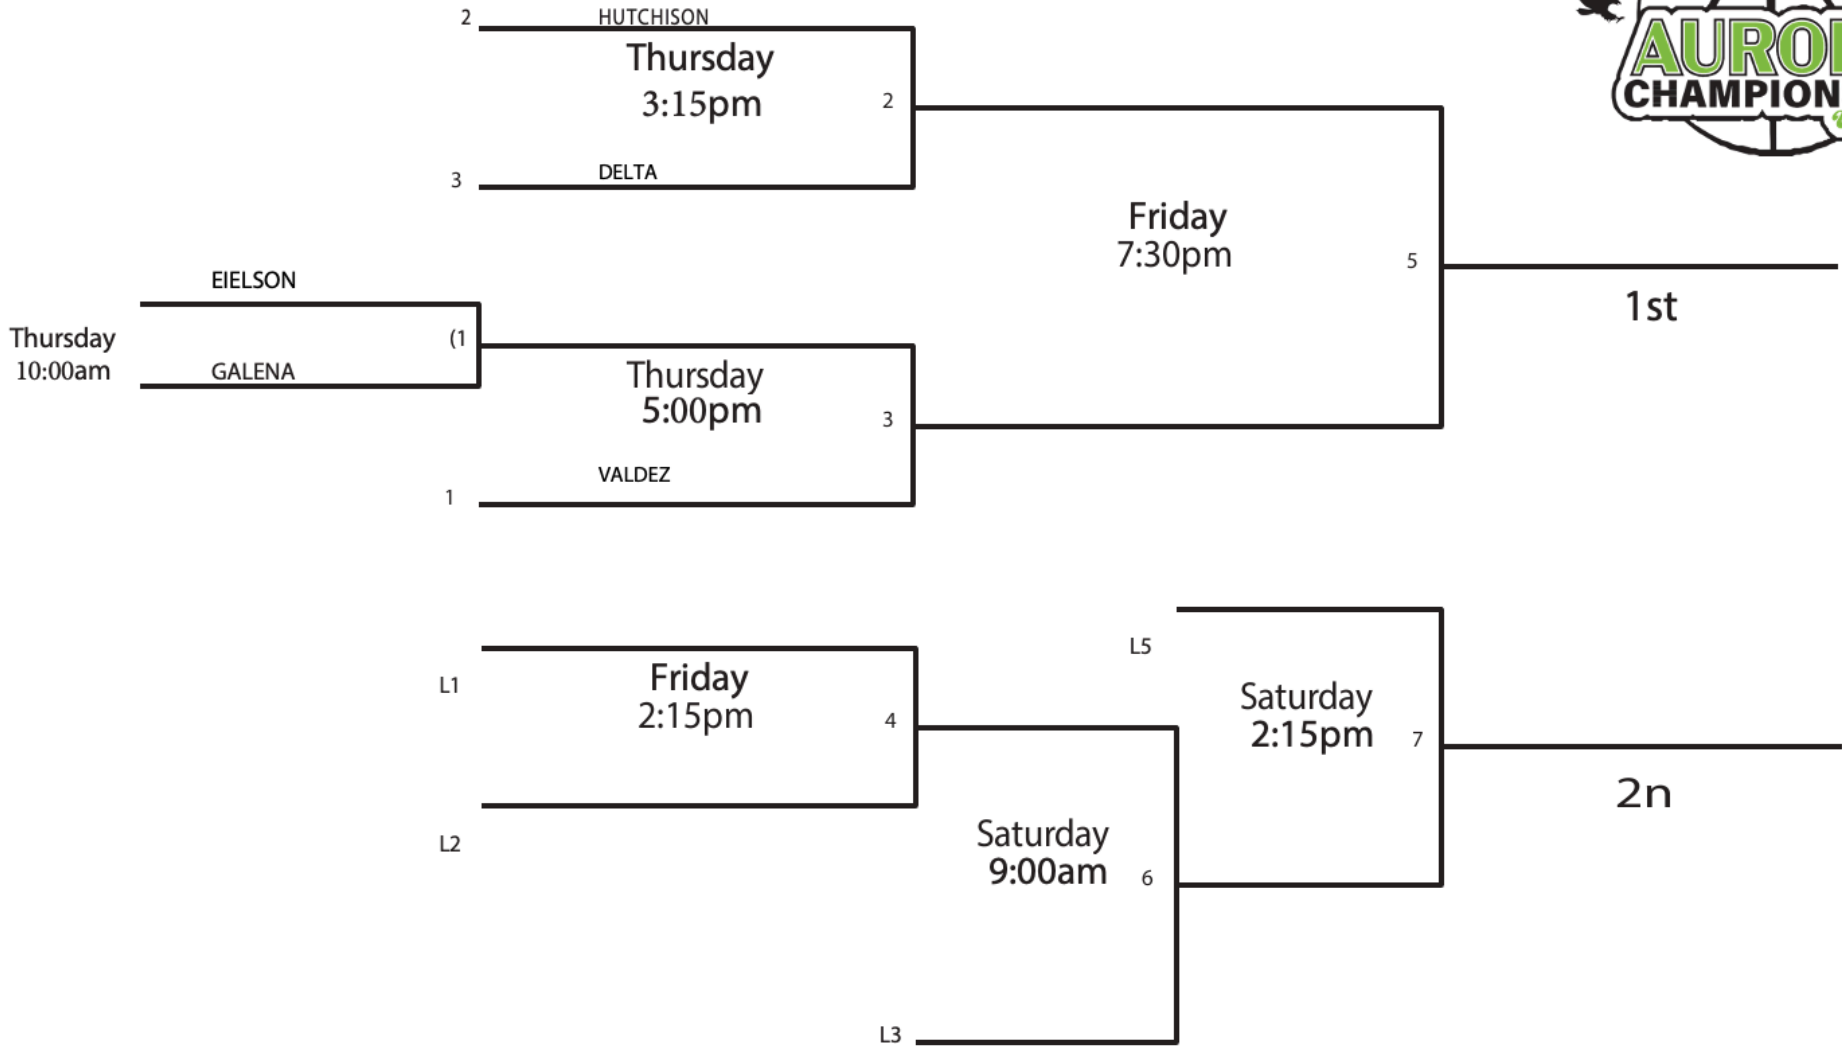 2
HUTCHISON
Thursday
3:15pm
2
3
DELTA
Friday
7:30pm
5
1st
EIELSON
Thursday
10:00am
(1
GALENA
Thursday
5:00pm
3
VALDEZ
1
L1
Friday
2:15pm
4
L2
L5
Saturday
2:15pm
7
2n
Saturday
9:00am
6
L3
CHAMPION